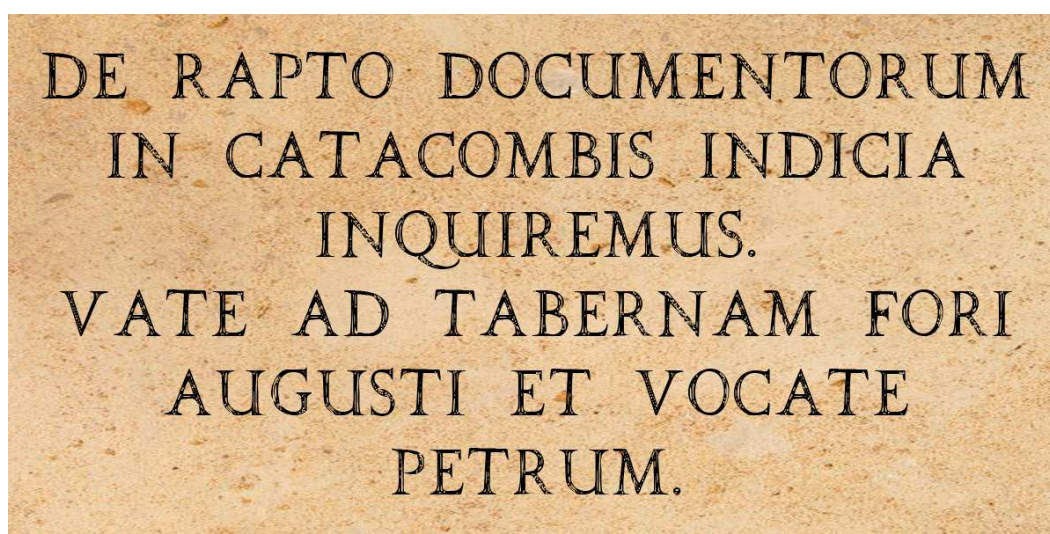 DE RAPTO DOCUMENTORUM
IN CATACOMBIS INDICIA
INQUIREMUS.
VATE AD TABERNAM FORI
AUGUSTI ET VOCATE
PETRUM.